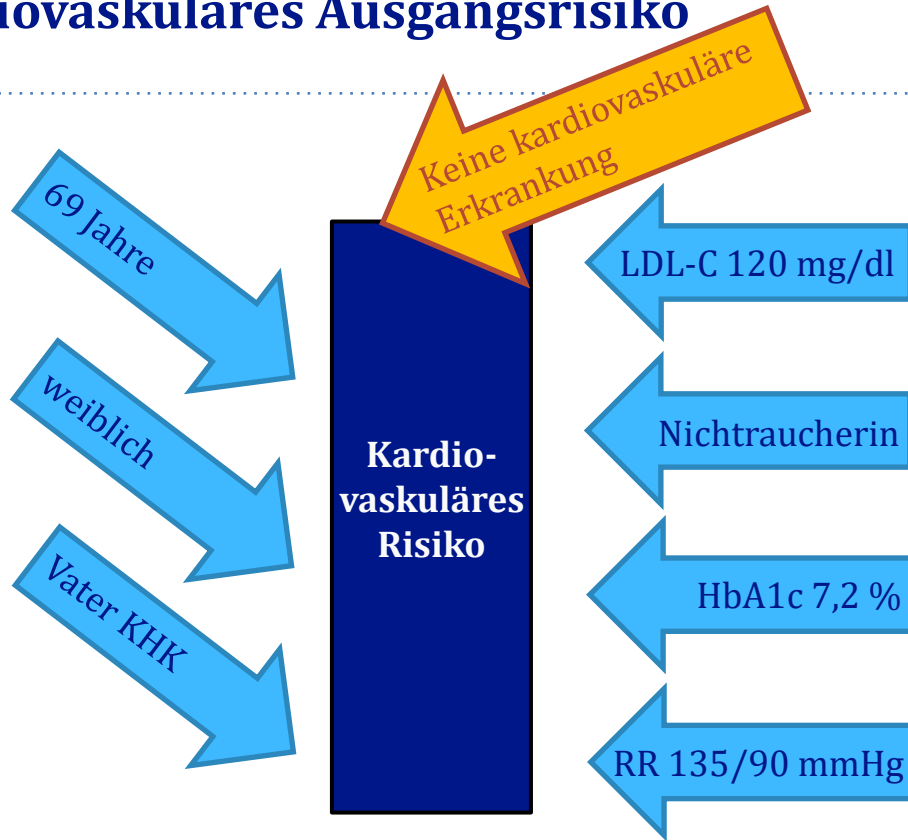 iovaskuläres Ausgangsrisiko
Keine kardiovaskuläre
Erkrankung
69 Jahre
weiblich
Vater KHK
Kardio-
vaskuläres
Risiko
LDL-C 120 mg/dl
Nichtraucherin
HbA1c 7,2 %
RR 135/90 mmHg